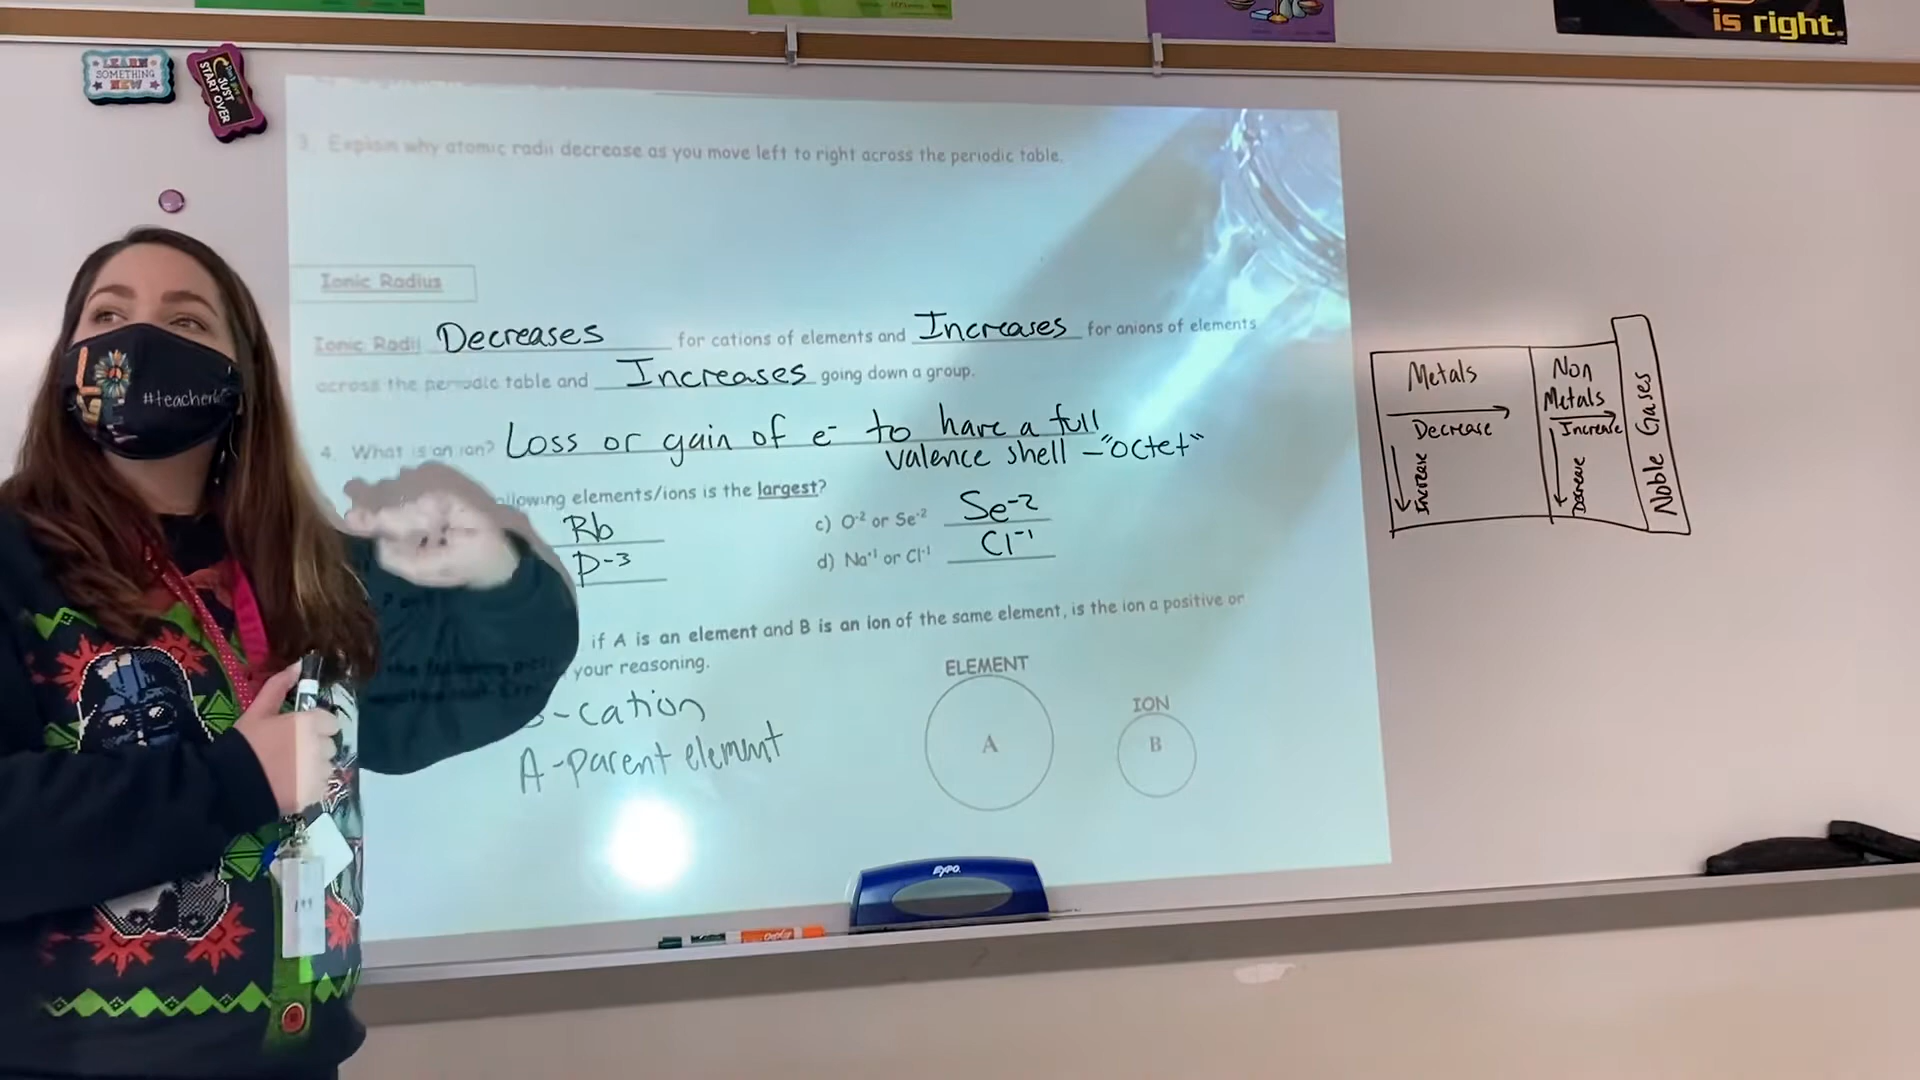 is right.
LEARN
SOMETHING
NEW
JUST
START OVER
3. Explain why atomic radii decrease as you move left to right across the periodic table.
Ionic Radius
Ionic Radii Decreases for cations of elements and Increases for anions of elements
across the periodic table and Increases going down a group.
4. What is an ion? Loss or gain of e- to have a full
valence shell - "octet"
following elements/ions is the largest?
Rb
c) O-2 or Se-2 Se-2
P-3
d) Na+1 or Cl-1 Cl-1
if A is an element and B is an ion of the same element, is the ion a positive or
your reasoning.
-cation
A-parent element
ELEMENT
A
ION
B
Metals
Decrease
Increase
Non
Metals
Increase
Decrease
Noble Gases
#teacher
EXPO